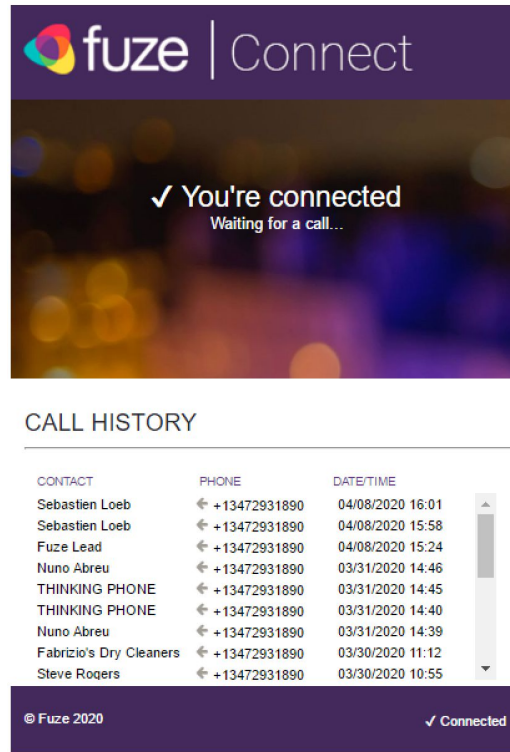 fuze | Connect
✓ You're connected
Waiting for a call...
CALL HISTORY
CONTACT PHONE DATE/TIME
Sebastien Loeb ← +13472931890 04/08/2020 16:01
Sebastien Loeb ← +13472931890 04/08/2020 15:58
Fuze Lead ← +13472931890 04/08/2020 15:24
Nuno Abreu ← +13472931890 03/31/2020 14:46
THINKING PHONE ← +13472931890 03/31/2020 14:45
THINKING PHONE ← +13472931890 03/31/2020 14:40
Nuno Abreu ← +13472931890 03/31/2020 14:39
Fabrizio's Dry Cleaners ← +13472931890 03/30/2020 11:12
Steve Rogers ← +13472931890 03/30/2020 10:55
© Fuze 2020 ✓ Connected